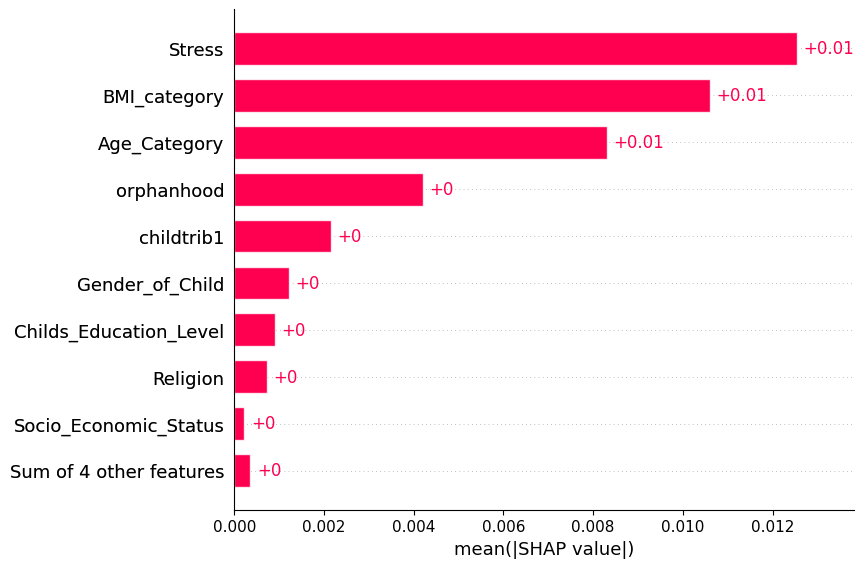 Stress +0.01
BMI_category +0.01
Age_Category +0.01
orphanhood +0
childtrib1 +0
Gender_of_Child +0
Childs_Education_Level +0
Religion +0
Socio_Economic_Status +0
Sum of 4 other features +0
0.000 0.002 0.004 0.006 0.008 0.010 0.012
mean(|SHAP value|)